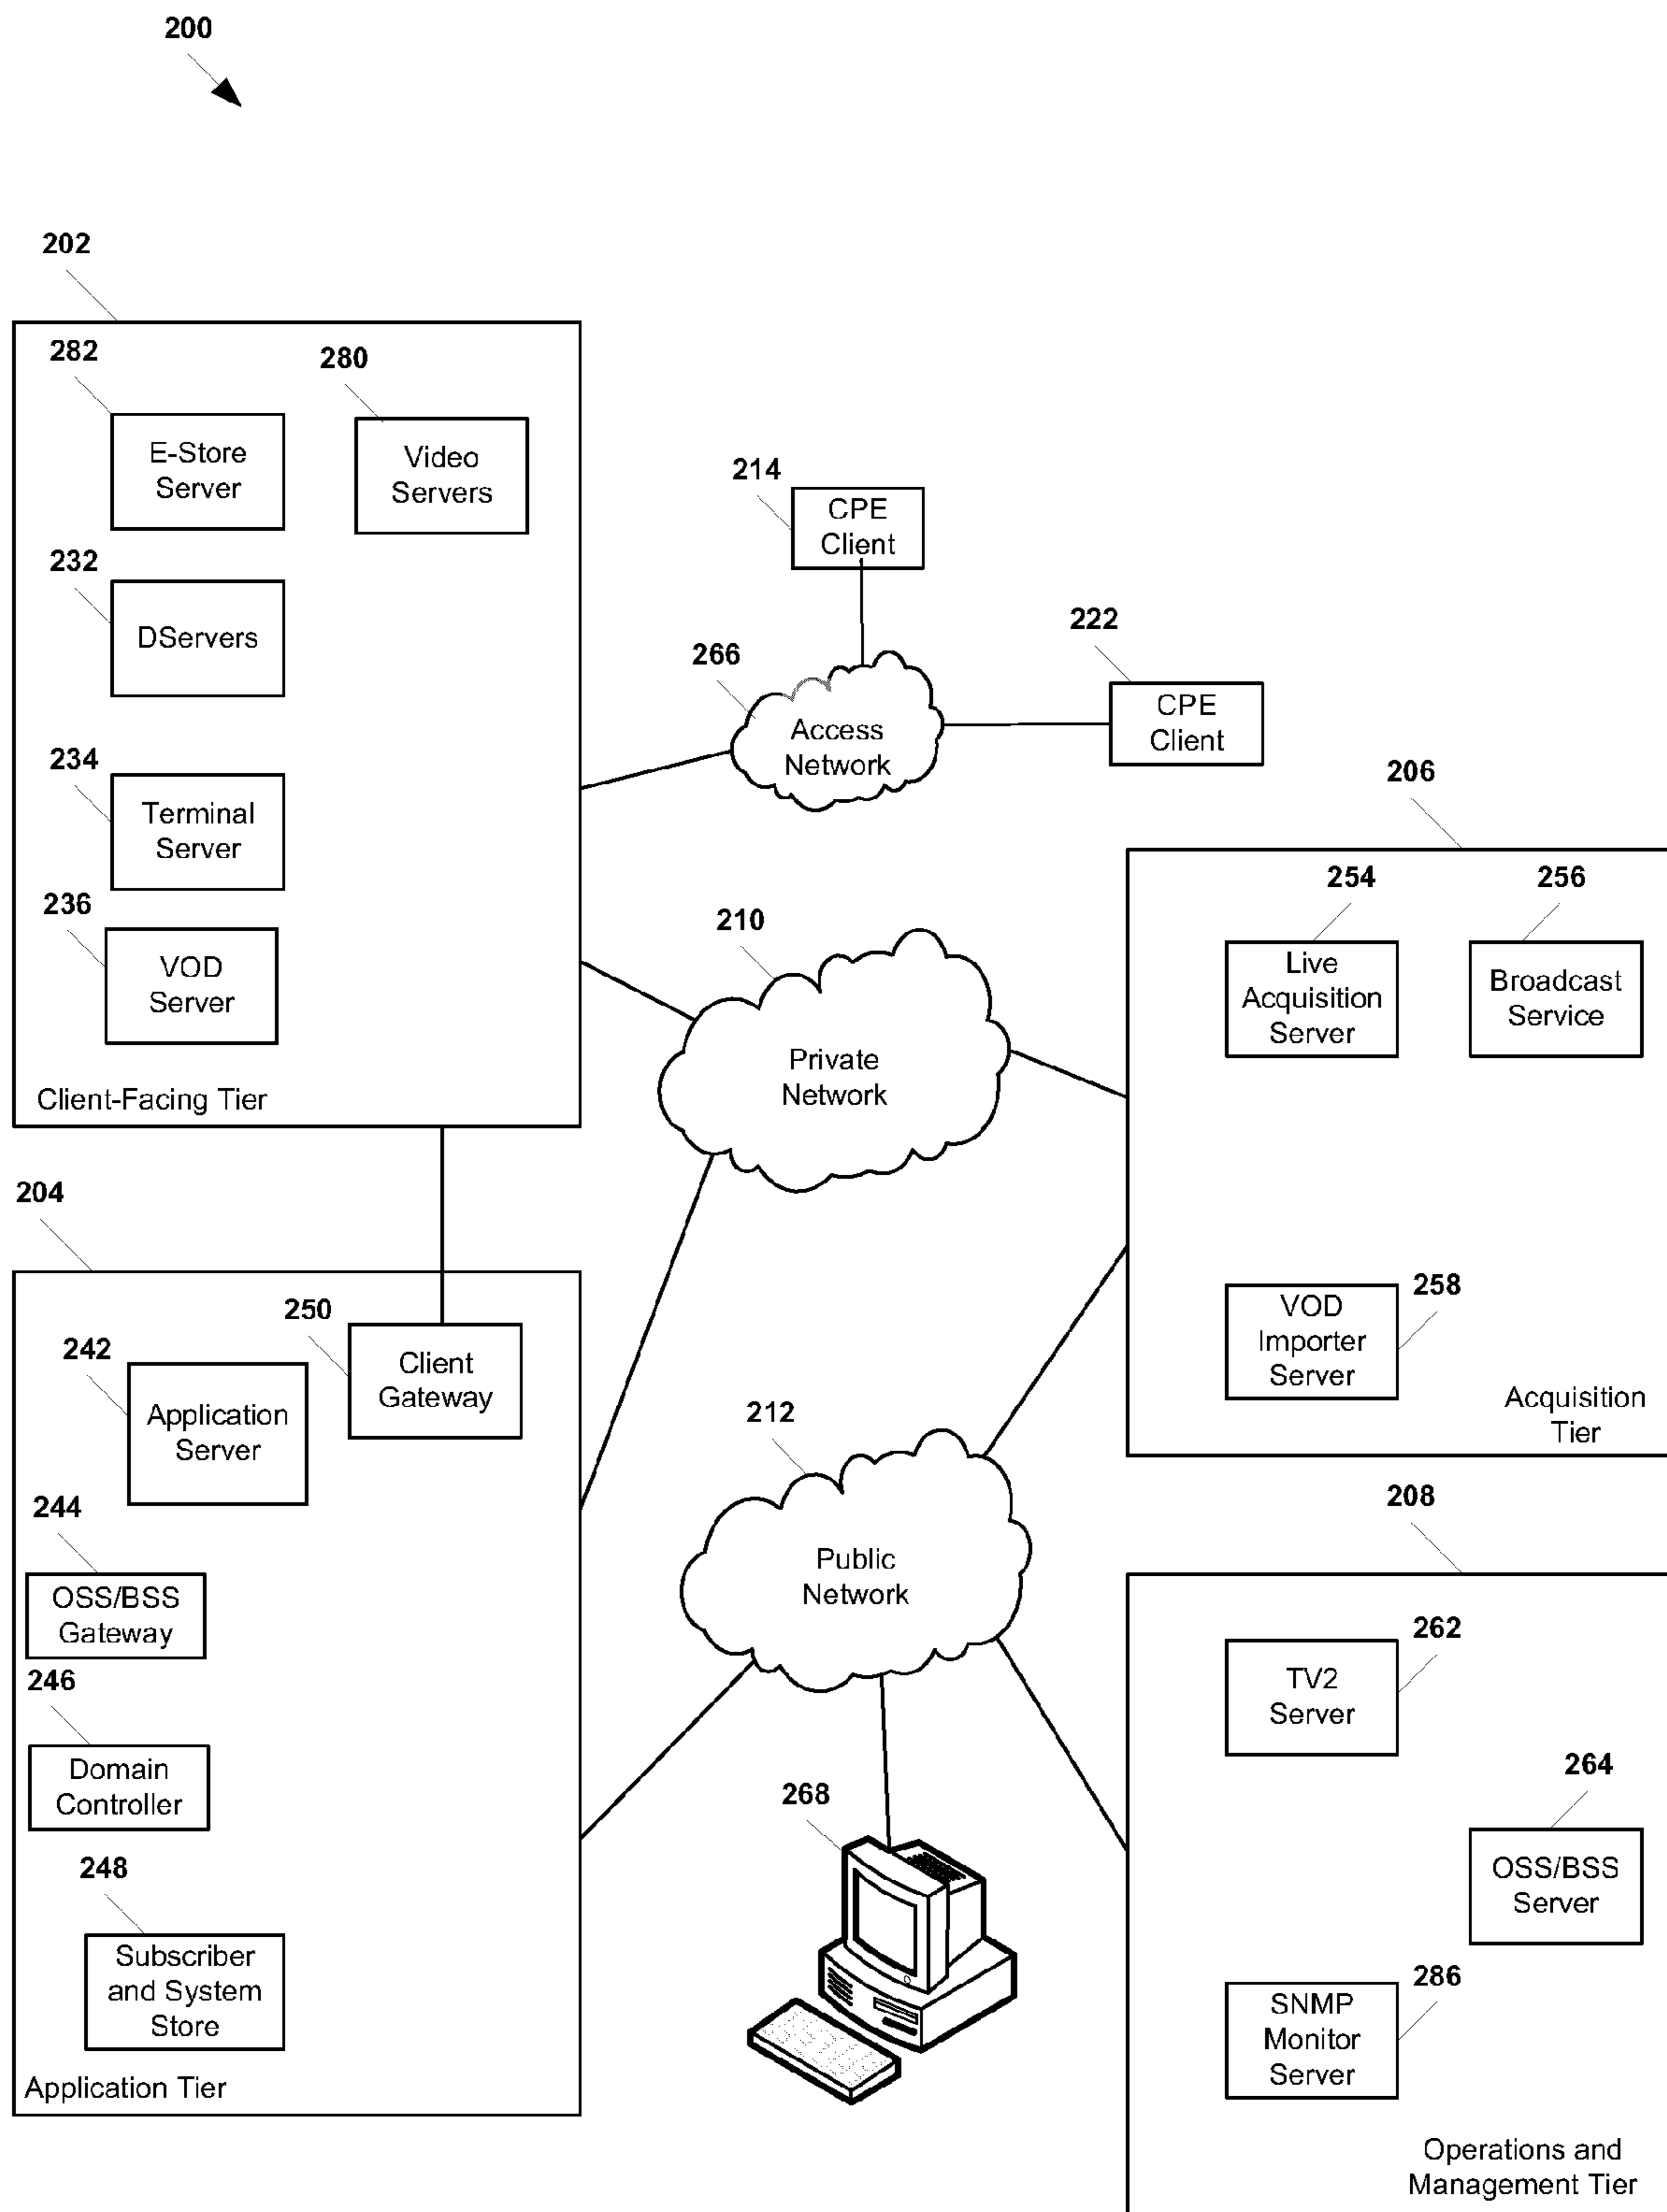 200
202
282
280
E-Store
Server
Video
Servers
232
DServers
234
Terminal
Server
236
VOD
Server
Client-Facing Tier
214
CPE
Client
222
CPE
Client
266
Access
Network
206
254
256
Live
Acquisition
Server
Broadcast
Service
258
VOD
Importer
Server
Acquisition
Tier
210
Private
Network
204
250
Client
Gateway
242
Application
Server
244
OSS/BSS
Gateway
246
Domain
Controller
248
Subscriber
and System
Store
Application Tier
212
Public
Network
268
208
262
TV2
Server
264
OSS/BSS
Server
286
SNMP
Monitor
Server
Operations and
Management Tier